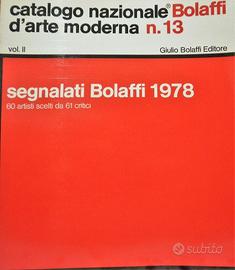 catalogo nazionale® Bolaffi
d'arte moderna n.13
vol. II
Giulio Bolaffi Editore
segnalati Bolaffi 1978
60 artisti scelti da 61 critici
subito